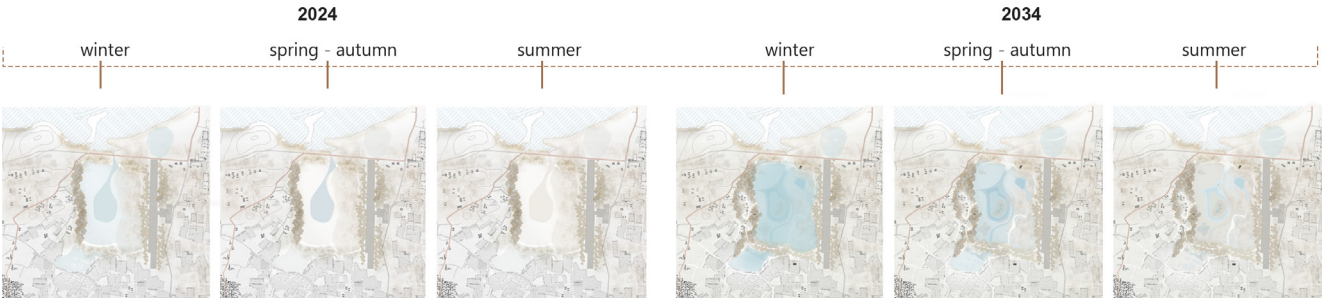 2024
2034
winter
spring - autumn
summer
winter
spring - autumn
summer